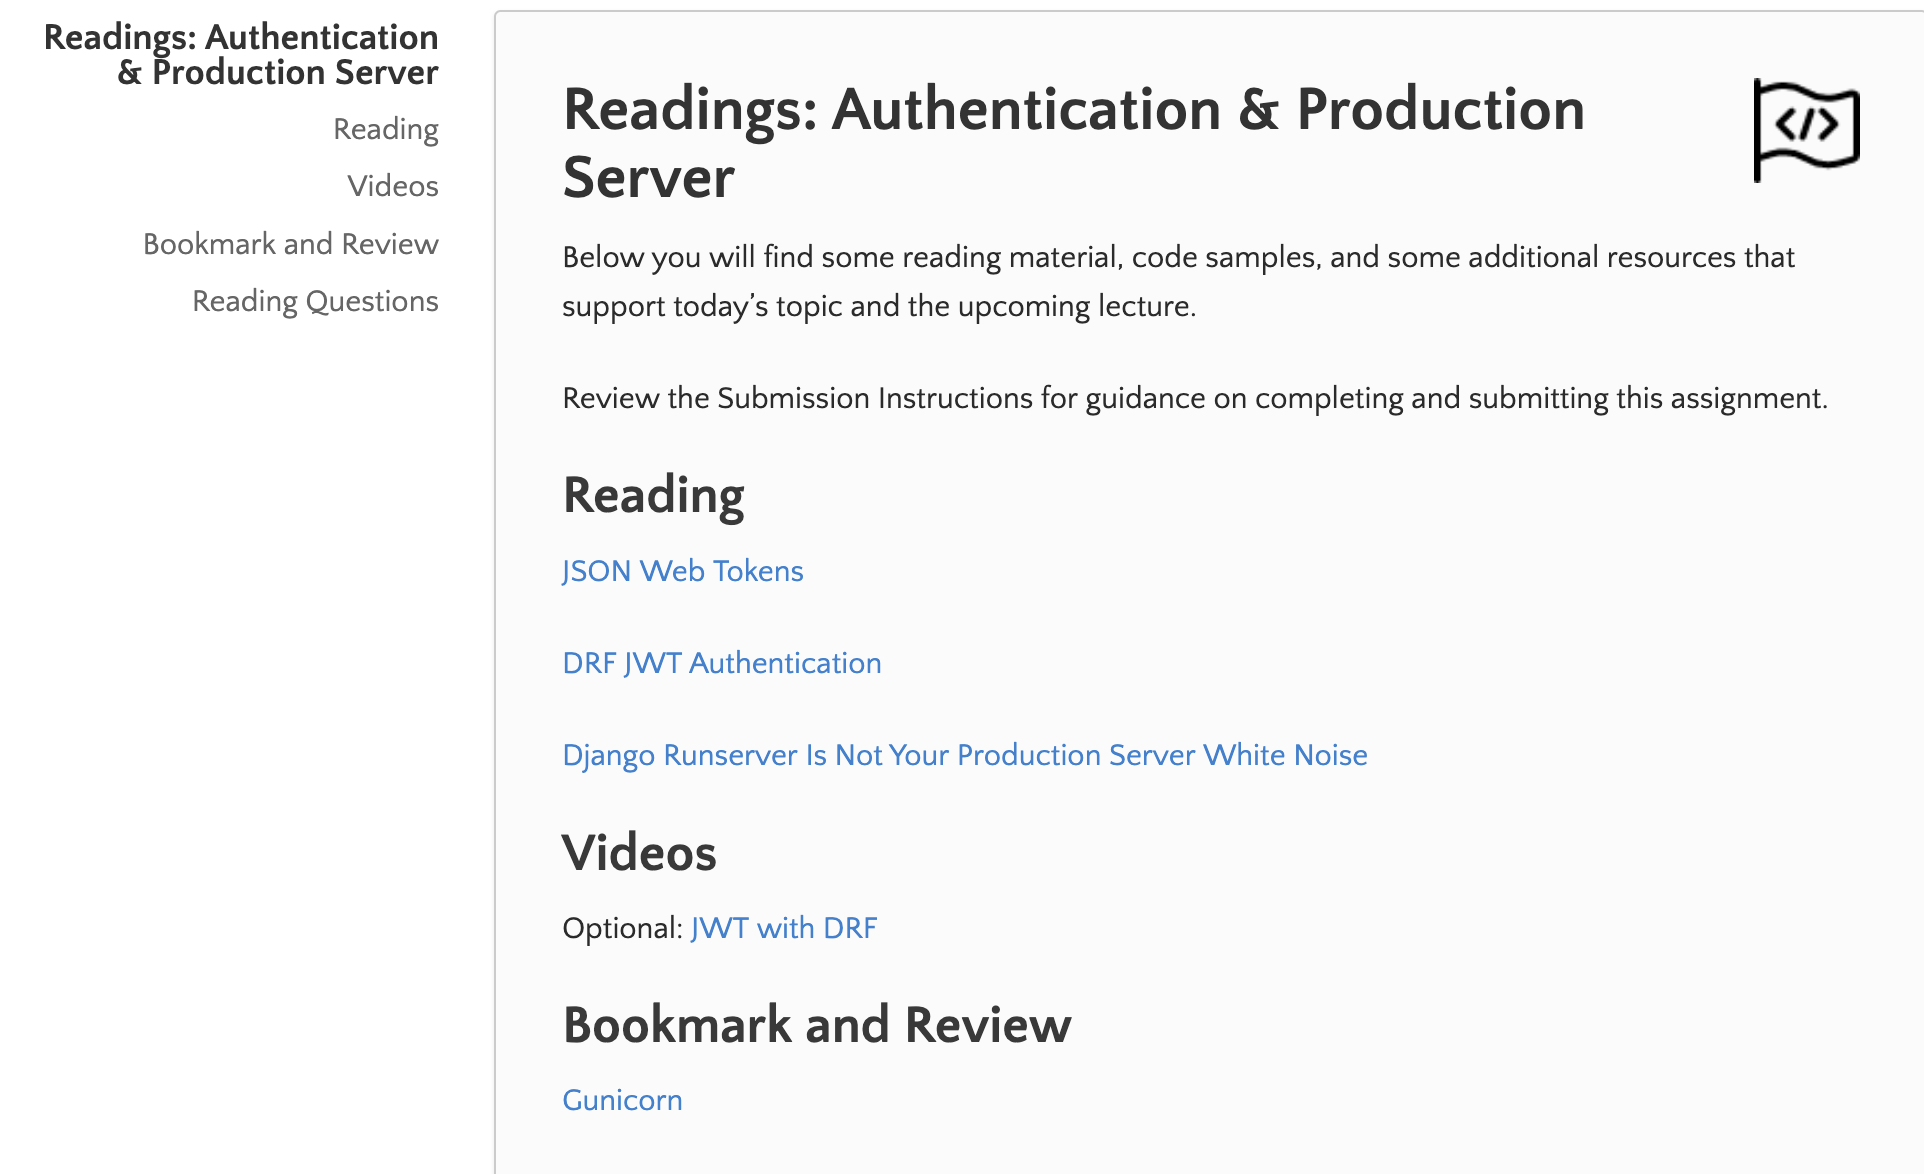 Readings: Authentication
& Production Server
Reading
Videos
Bookmark and Review
Reading Questions
Readings: Authentication & Production
Server
</>
Below you will find some reading material, code samples, and some additional resources that
support today’s topic and the upcoming lecture.
Review the Submission Instructions for guidance on completing and submitting this assignment.
Reading
JSON Web Tokens
DRF JWT Authentication
Django Runserver Is Not Your Production Server White Noise
Videos
Optional: JWT with DRF
Bookmark and Review
Gunicorn